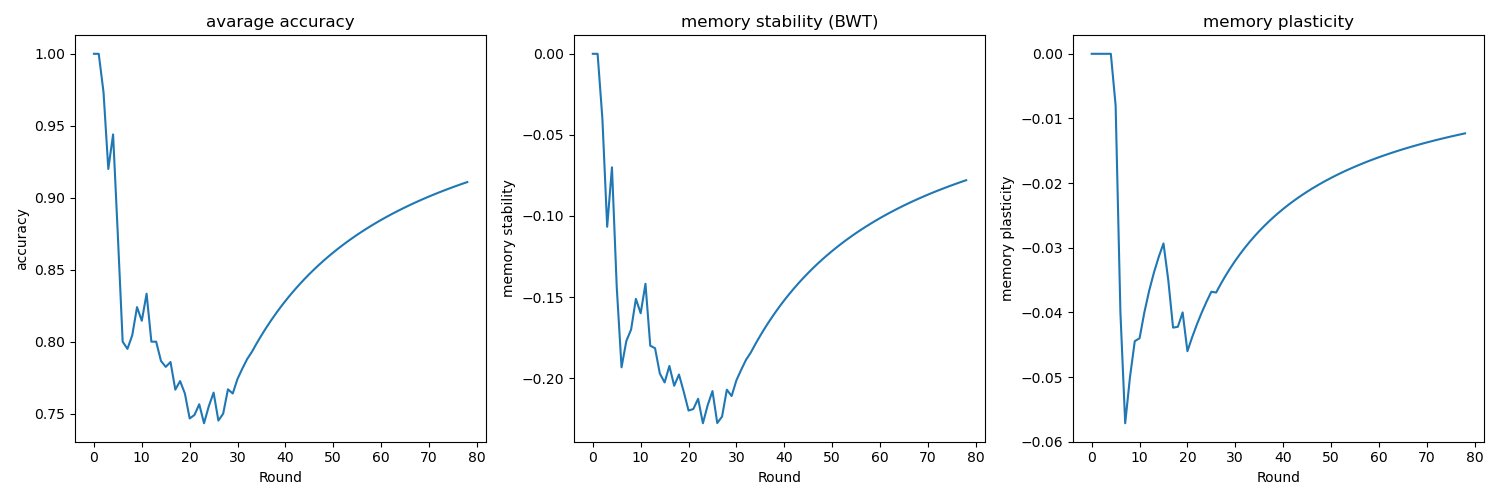 avarage accuracy
accuracy
1.00
0.95
0.90
0.85
0.80
0.75
0 10 20 30 40 50 60 70 80
Round
memory stability (BWT)
memory stability
0.00
−0.05
−0.10
−0.15
−0.20
0 10 20 30 40 50 60 70 80
Round
memory plasticity
memory plasticity
0.00
−0.01
−0.02
−0.03
−0.04
−0.05
−0.06
0 10 20 30 40 50 60 70 80
Round